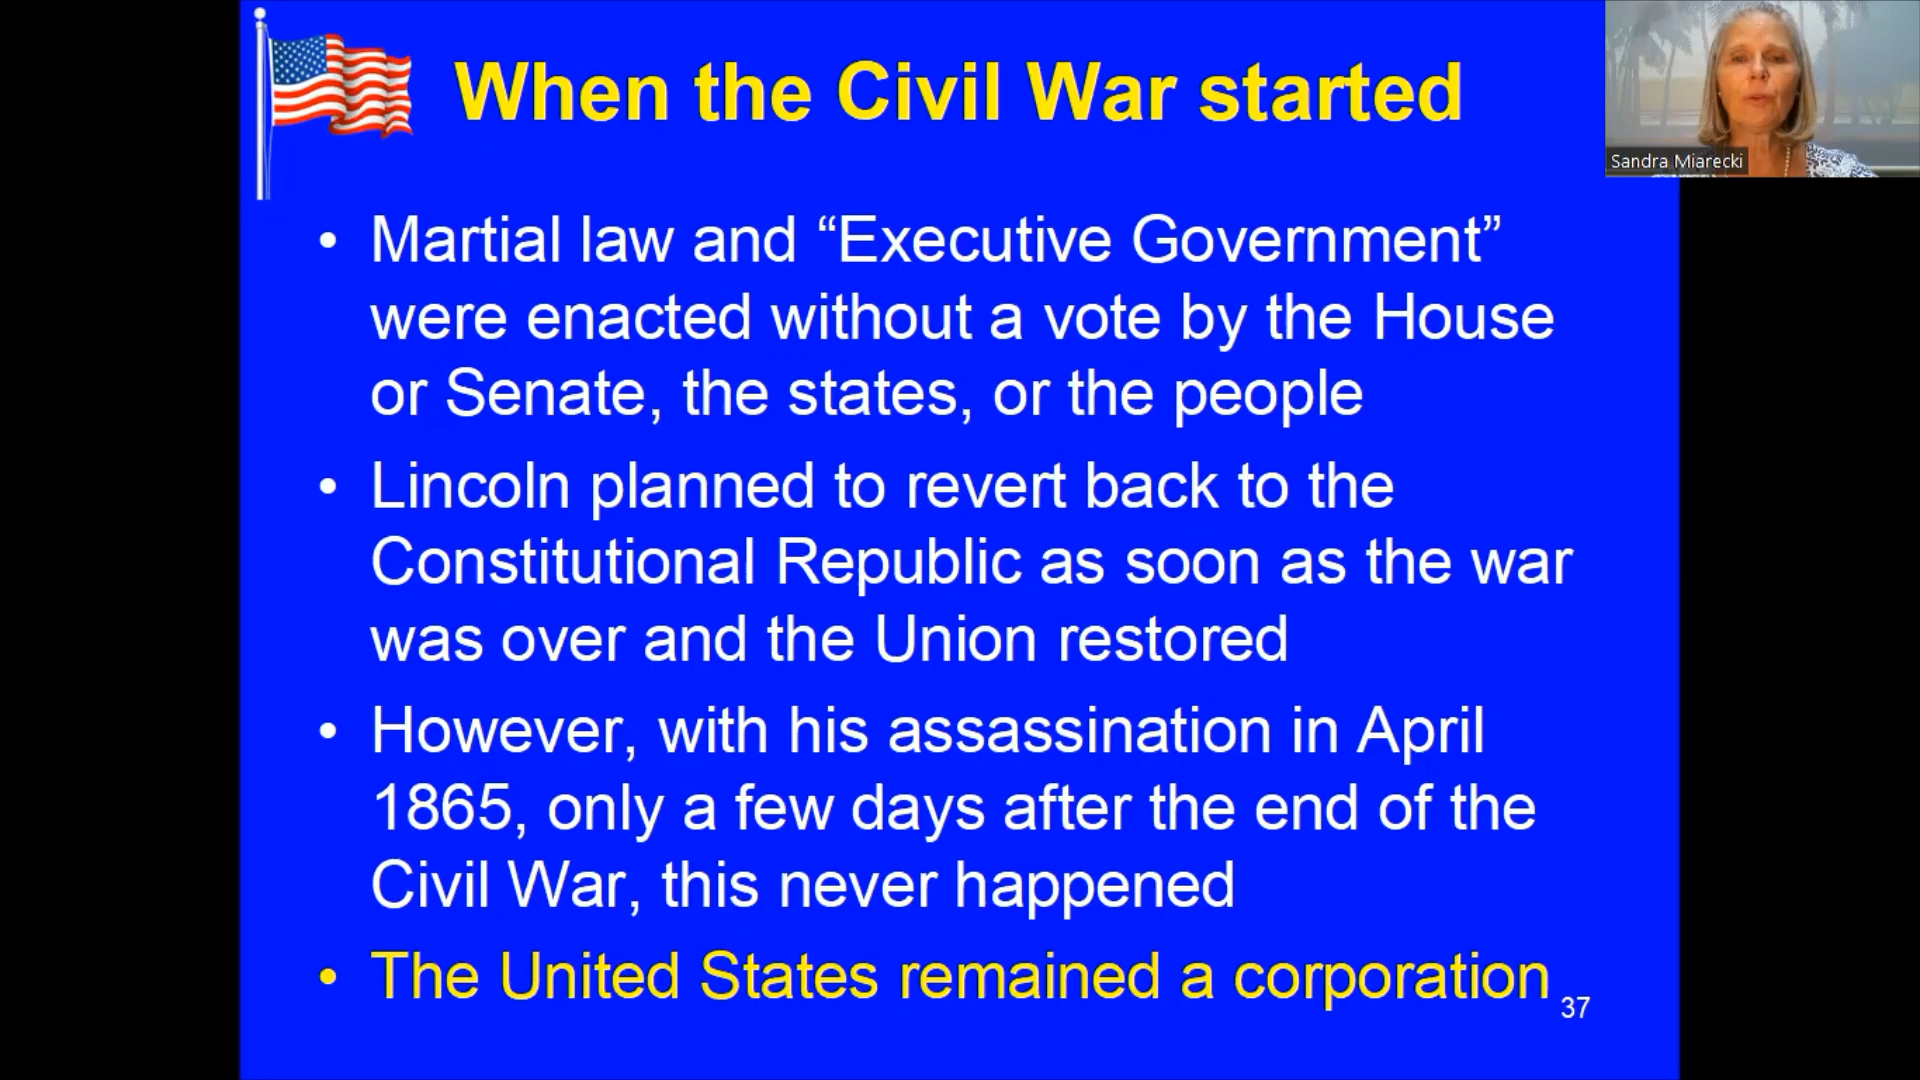 When the Civil War started
Sandra Miarecki
• Martial law and “Executive Government”
were enacted without a vote by the House
or Senate, the states, or the people
• Lincoln planned to revert back to the
Constitutional Republic as soon as the war
was over and the Union restored
• However, with his assassination in April
1865, only a few days after the end of the
Civil War, this never happened
• The United States remained a corporation
37